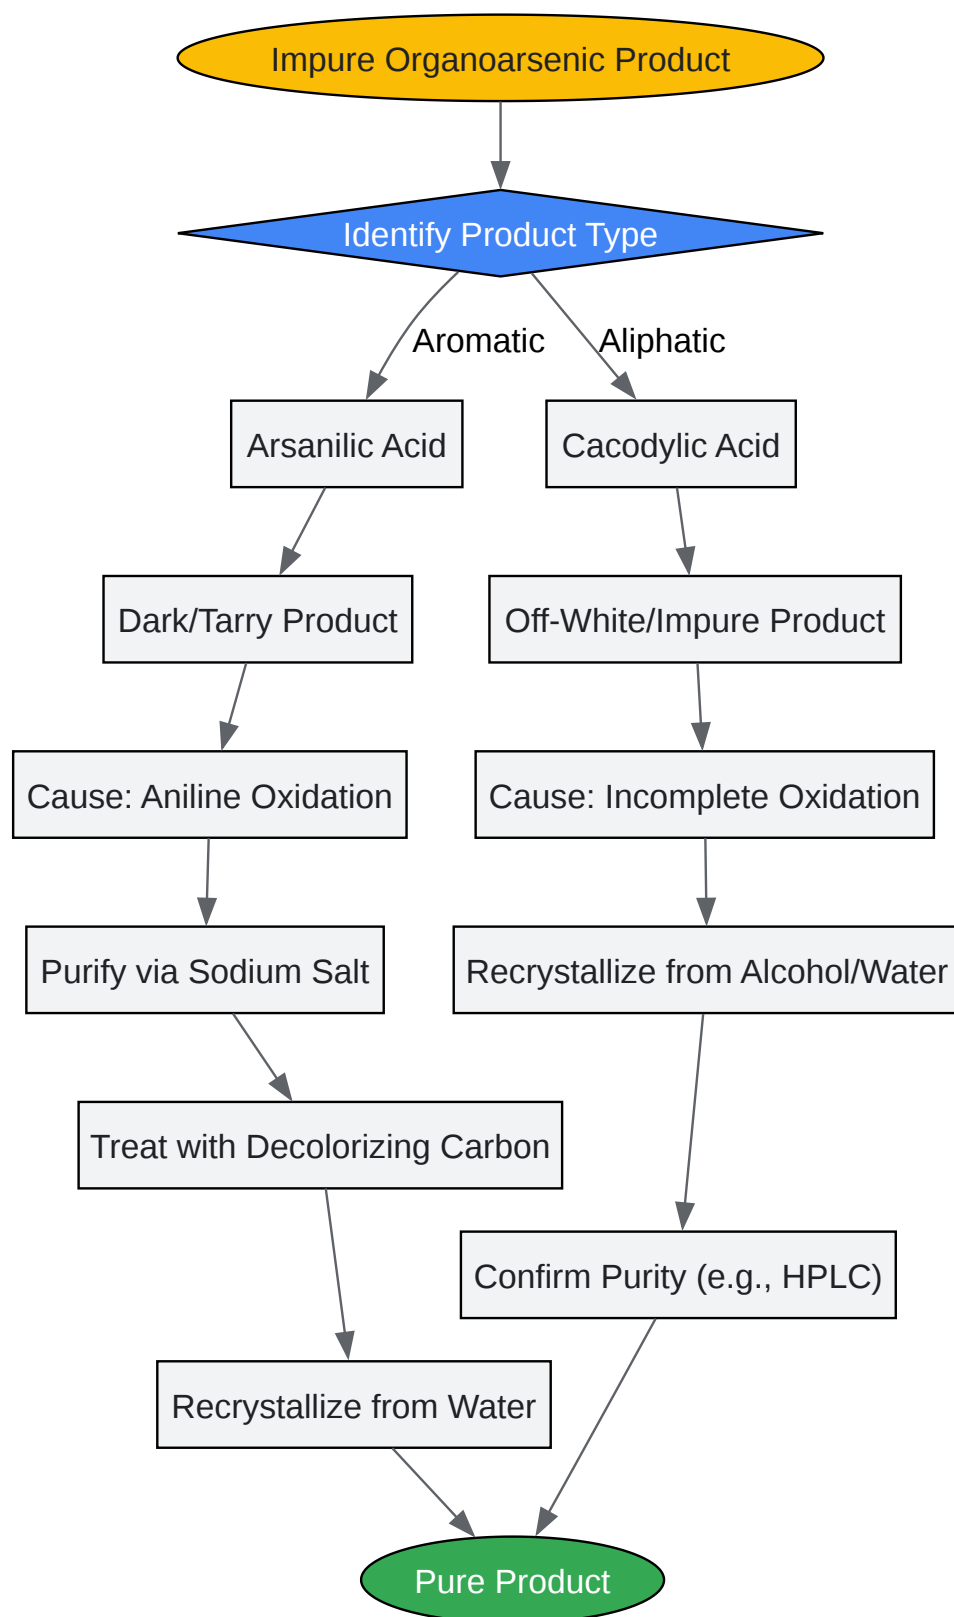 Impure Organoarsenic Product
Identify Product Type
Aromatic
Aliphatic
Arsanilic Acid
Cacodylic Acid
Dark/Tarry Product
Off-White/Impure Product
Cause: Aniline Oxidation
Cause: Incomplete Oxidation
Purify via Sodium Salt
Recrystallize from Alcohol/Water
Treat with Decolorizing Carbon
Confirm Purity (e.g., HPLC)
Recrystallize from Water
Pure Product